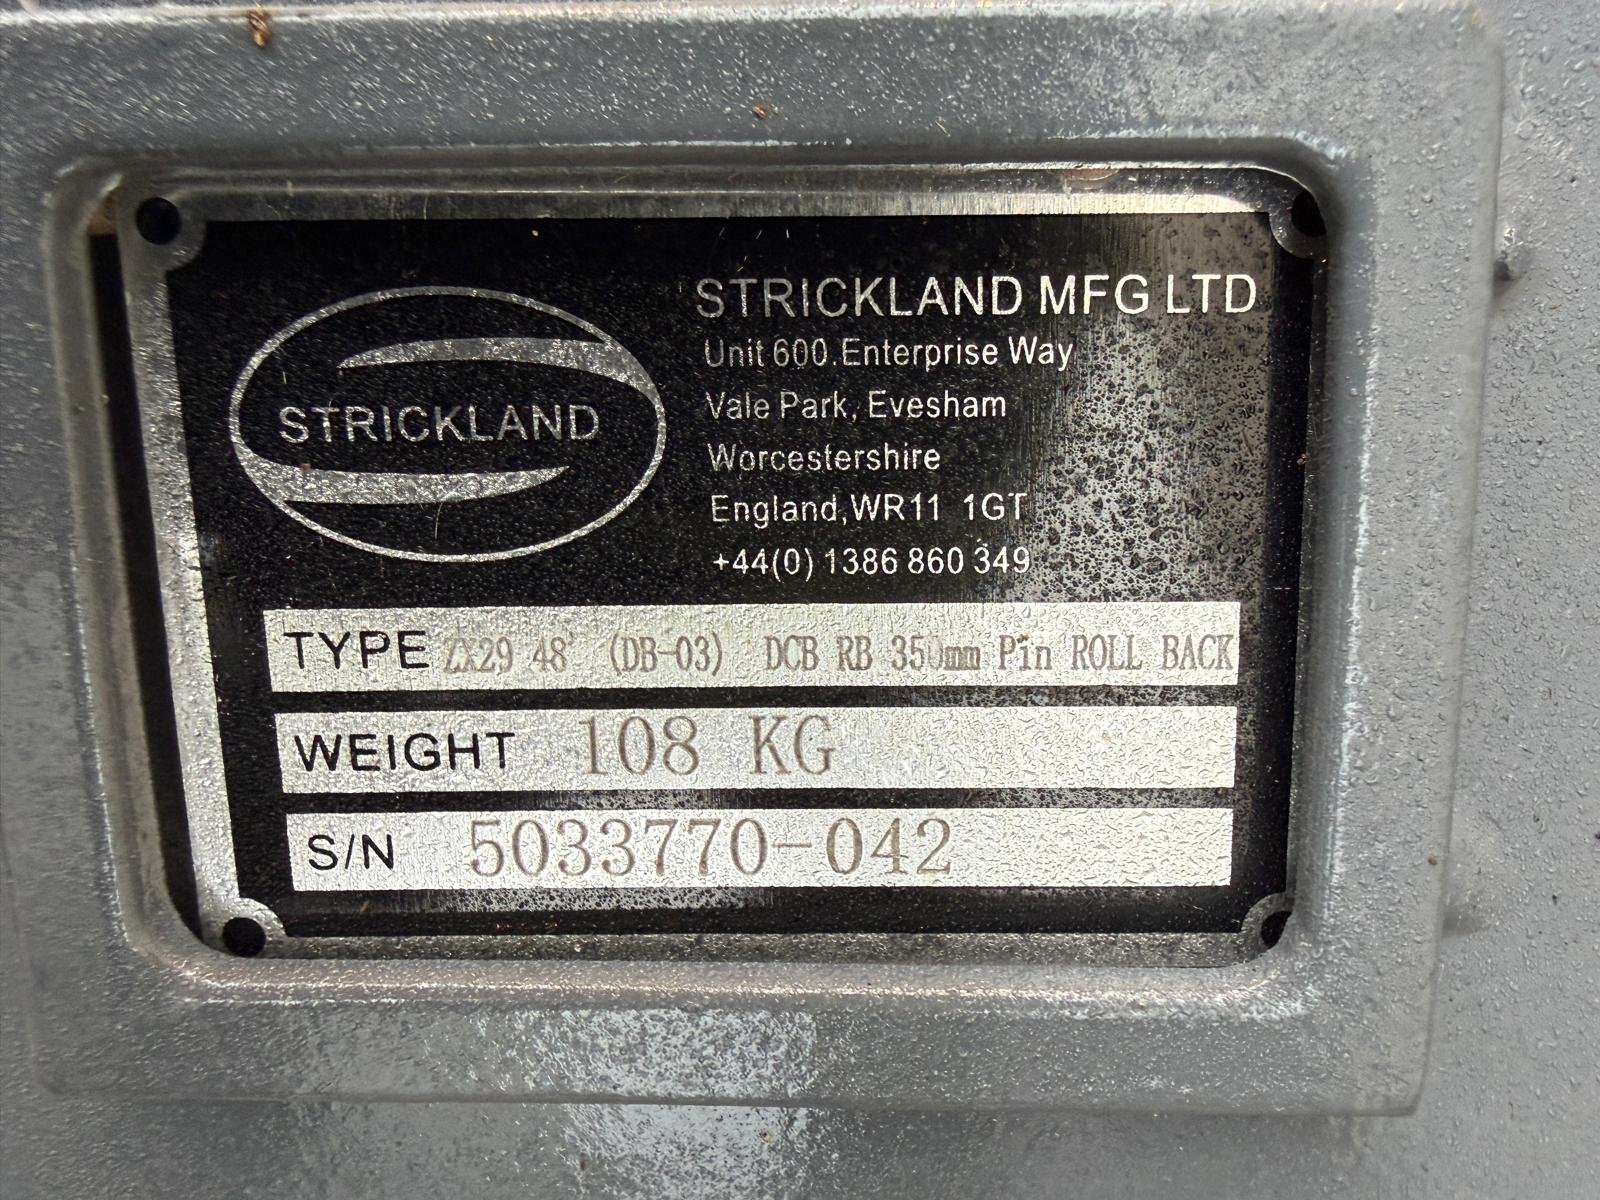 STRICKLAND
STRICKLAND MFG LTD
Unit 600.Enterprise Way
Vale Park, Evesham
Worcestershire
England,WR11 1GT
+44(0) 1386 860 349
TYPE ZX29 48' (DB-03) DCB RB 350mm Pin ROLL BACK
WEIGHT 108 KG
S/N 5033770-042